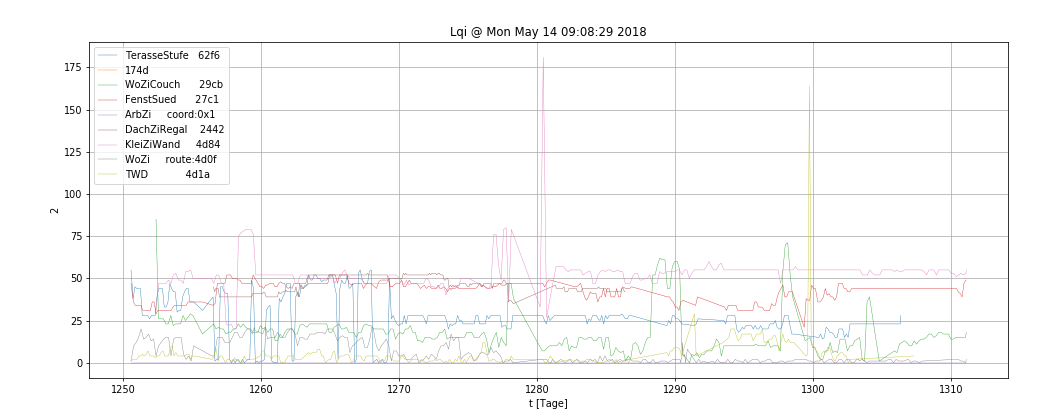 Lqi @ Mon May 14 09:08:29 2018
175
150
125
100
75
50
25
0
2
TerasseStufe 62f6
174d
WoZiCouch 29cb
FenstSued 27c1
ArbZi coord:0x1
DachZiRegal 2442
KleiZiWand 4d84
WoZi route:4d0f
TWD 4d1a
1250 1260 1270 1280 1290 1300 1310
t [Tage]